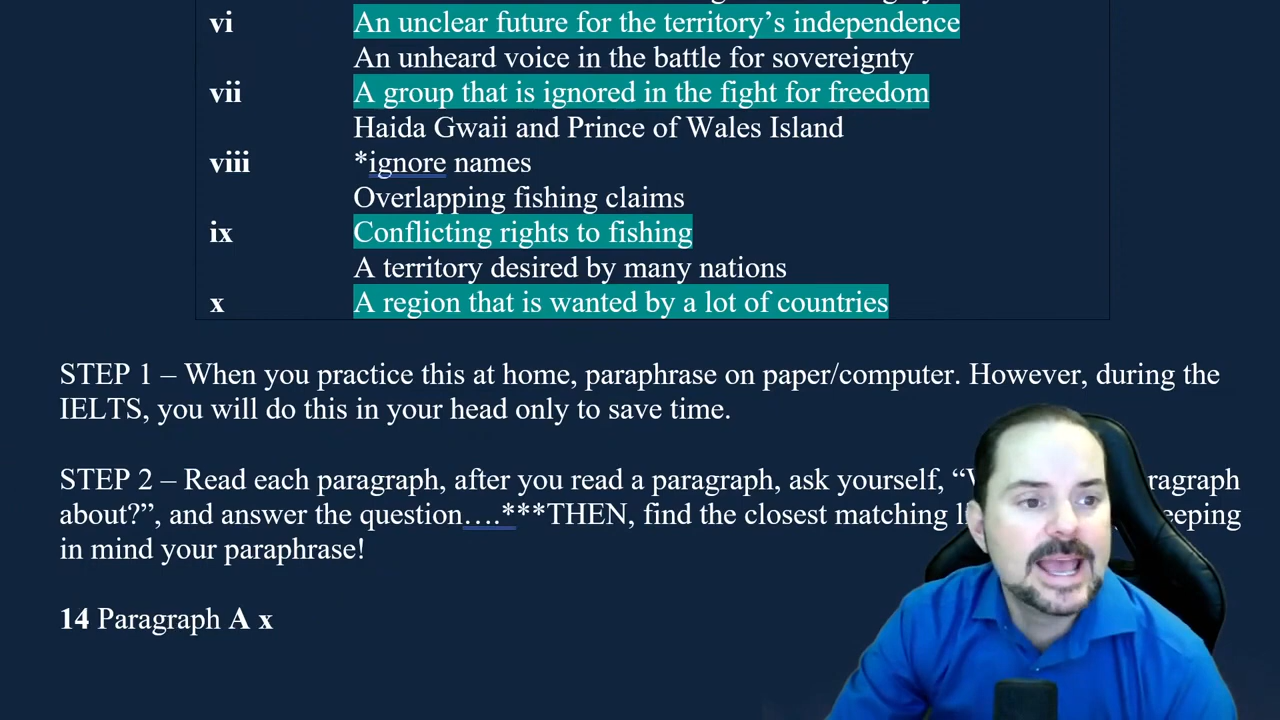 vi An unclear future for the territory's independence
An unheard voice in the battle for sovereignty
vii A group that is ignored in the fight for freedom
Haida Gwaii and Prince of Wales Island
viii *ignore names
Overlapping fishing claims
ix Conflicting rights to fishing
A territory desired by many nations
x A region that is wanted by a lot of countries
STEP 1 – When you practice this at home, paraphrase on paper/computer. However, during the
IELTS, you will do this in your head only to save time.
STEP 2 – Read each paragraph, after you read a paragraph, ask yourself, “
about?”, and answer the question….***THEN, find the closest matching
in mind your paraphrase!
14 Paragraph A x